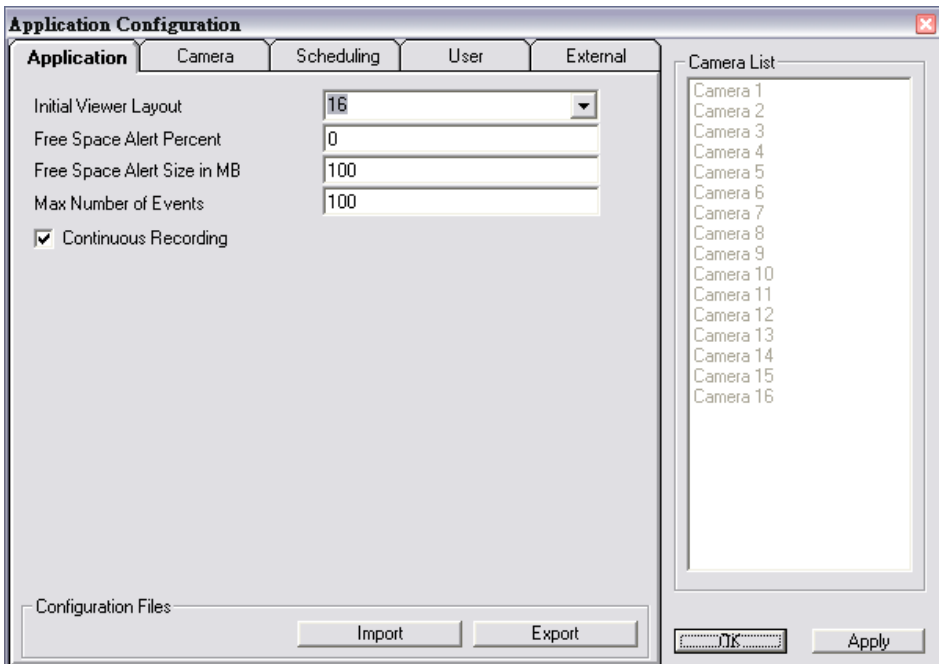 Application Configuration
Application Camera Scheduling User External
Initial Viewer Layout 16
Free Space Alert Percent 0
Free Space Alert Size in MB 100
Max Number of Events 100
Continuous Recording
Configuration Files
Import Export
Camera List
Camera 1
Camera 2
Camera 3
Camera 4
Camera 5
Camera 6
Camera 7
Camera 8
Camera 9
Camera 10
Camera 11
Camera 12
Camera 13
Camera 14
Camera 15
Camera 16
OK Apply